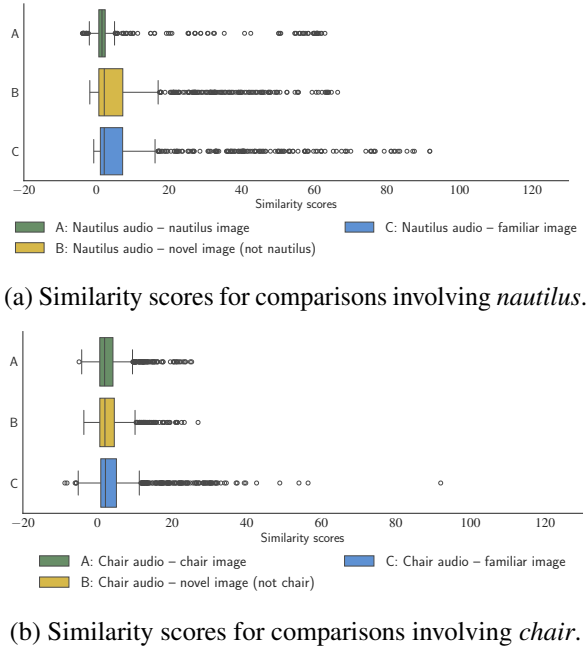 A
B
C
−20 0 20 40 60 80 100 120
Similarity scores
A: Nautilus audio – nautilus image
C: Nautilus audio – familiar image
B: Nautilus audio – novel image (not nautilus)
(a) Similarity scores for comparisons involving nautilus.
A
B
C
−20 0 20 40 60 80 100 120
Similarity scores
A: Chair audio – chair image
C: Chair audio – familiar image
B: Chair audio – novel image (not chair)
(b) Similarity scores for comparisons involving chair.